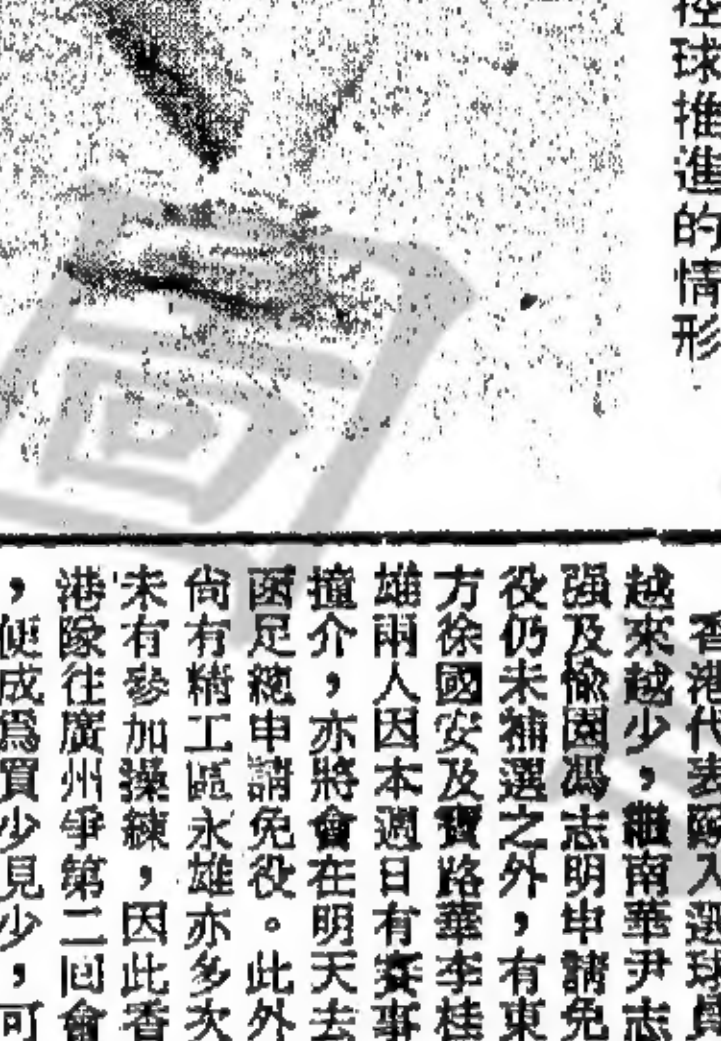 控球推進的情形
香港代表隊入選球員
越來越少，繼南華尹志
強及愉園馮志明申請免
役仍未補選之外，有東
方徐國安及寶路華李桂
雄兩人因本週日有賽事
撞介，亦將會在明天去
函足總申請免役。此外
尚有精工區永雄亦多次
未有參加操練，因此香
港隊往廣州爭第二回會
，便成爲買少見少，可
圖